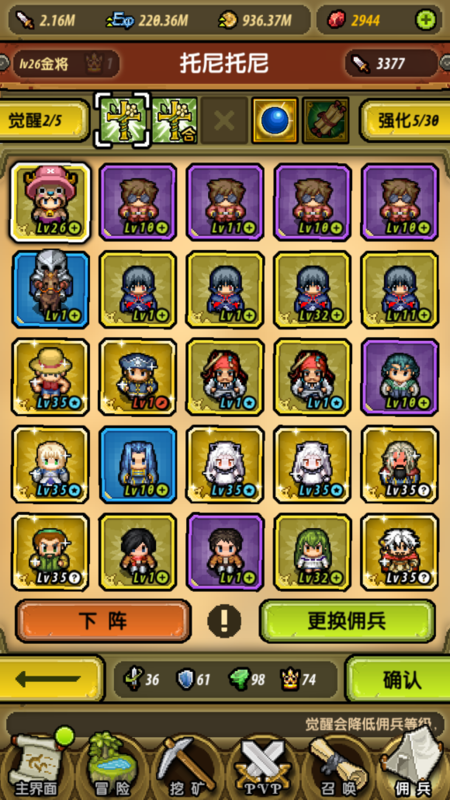 2.16M Exp 220.36M 936.37M 2944
lv26金将 1 托尼托尼 3377
觉醒2/5 合 强化5/30
Lv26 Lv10 Lv11 Lv10 Lv10
Lv1 Lv1 Lv1 Lv32 Lv11
Lv35 Lv1 Lv1 Lv1 Lv10
Lv35 Lv10 Lv35 Lv35 Lv35 ?
Lv35 ? Lv1 Lv1 Lv32 Lv35 ?
下 阵 ! 更换佣兵
36 61 98 74 确认
觉醒会降低佣兵等级,
主界面 冒险 挖矿 PVP 召唤 佣兵